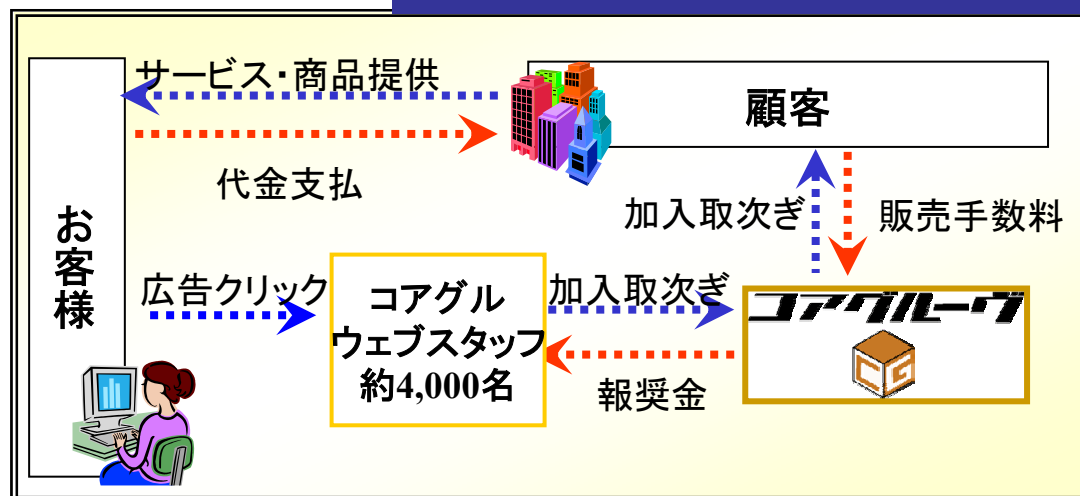 サービス・商品提供
顧客
代金支払
お客様
加入取次ぎ
販売手数料
広告クリック
コアグル
ウェブスタッフ
約4,000名
加入取次ぎ
報奨金
コアグルーヴ
CG